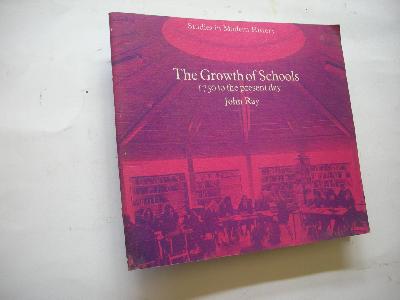 Studies in Modern History
The Growth of Schools
1750 to the present day
John Ray